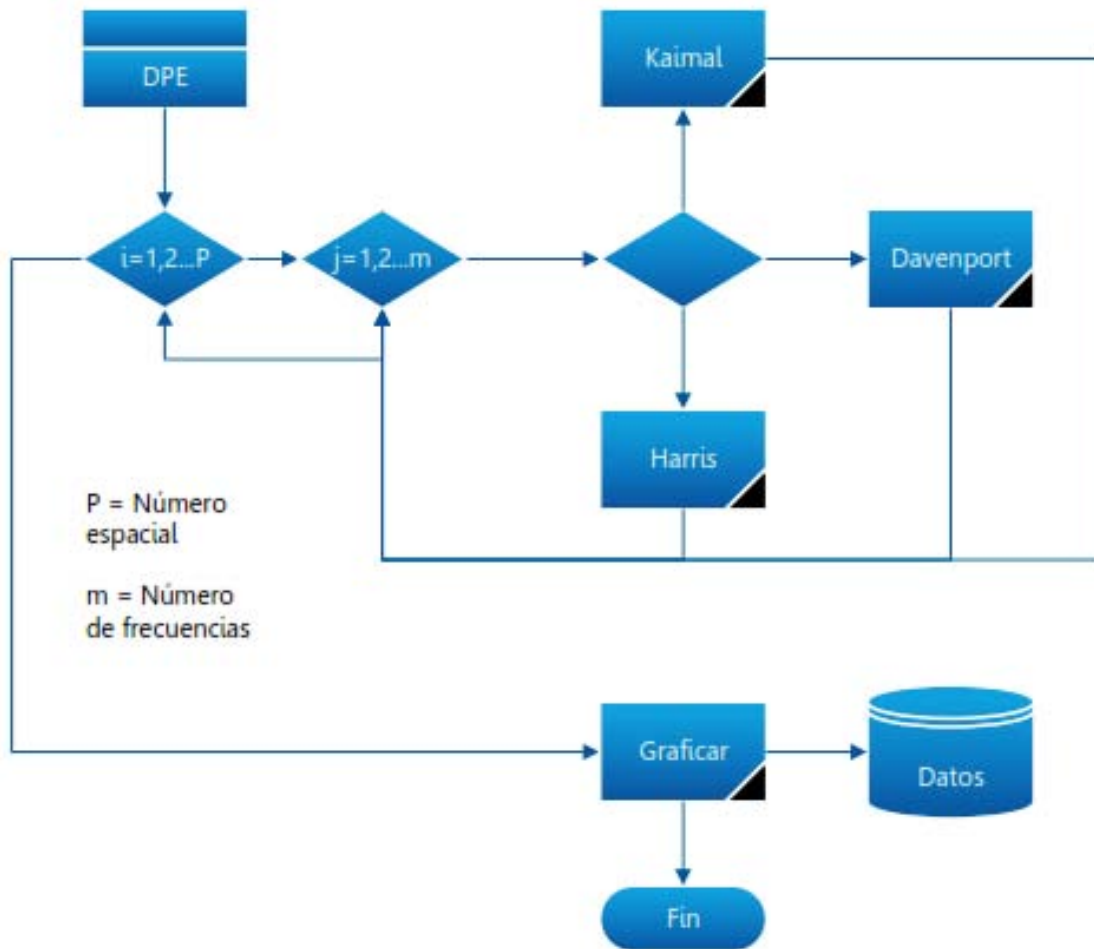 DPE
Kaimal
i=1,2...P
j=1,2...m
Davenport
Harris
P = Número
espacial
m = Número
de frecuencias
Graficar
Datos
Fin